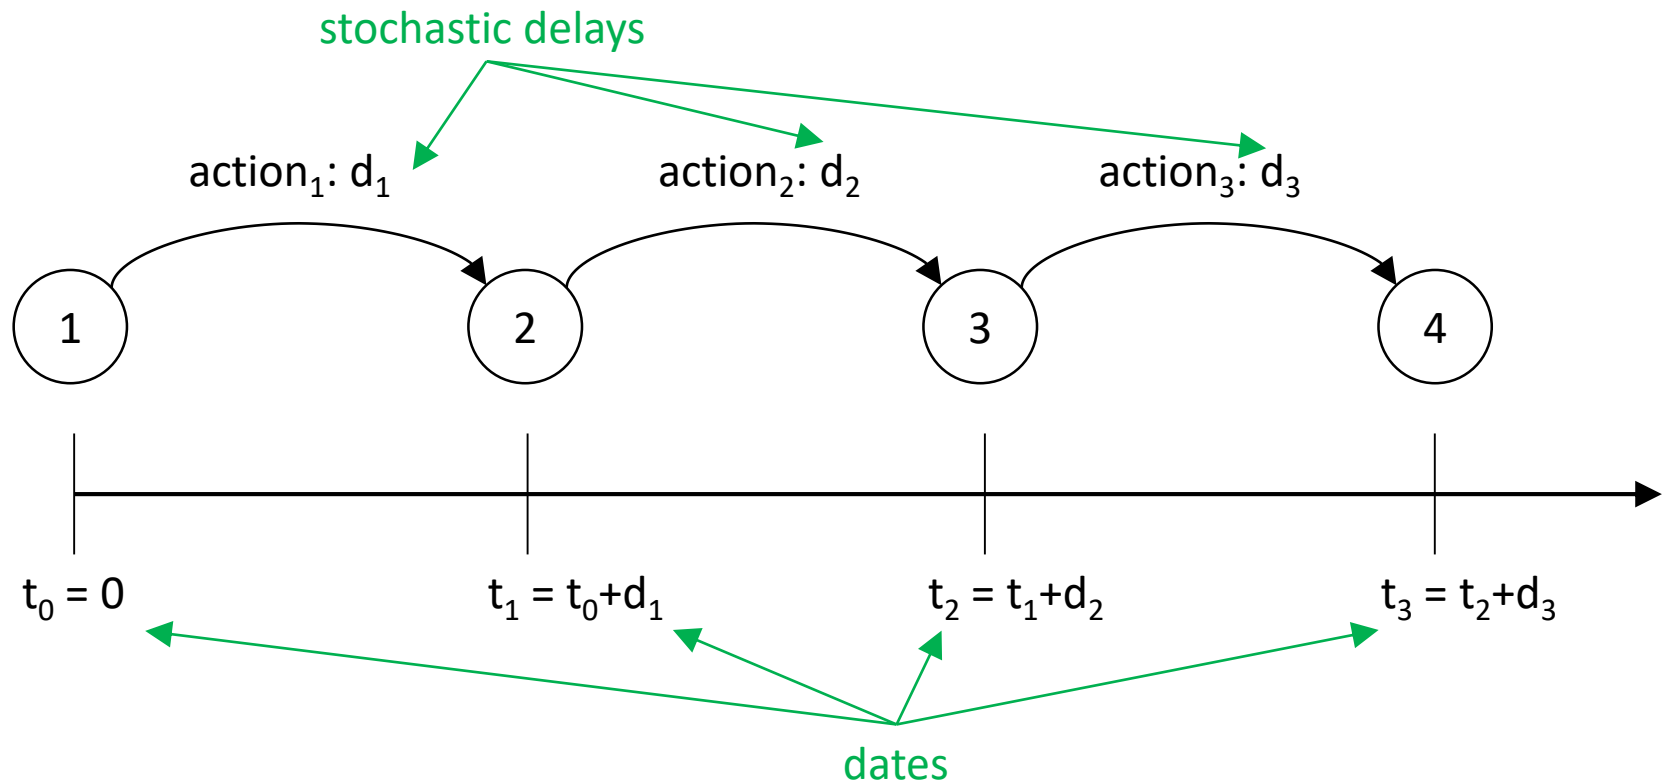 stochastic delays
action₁: d₁
action₂: d₂
action₃: d₃
1
2
3
4
t₀ = 0
t₁ = t₀+d₁
t₂ = t₁+d₂
t₃ = t₂+d₃
dates